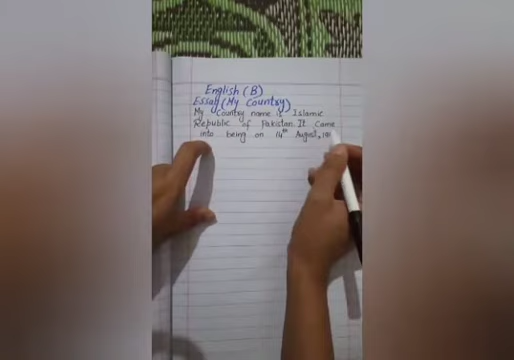 English (B)
Essay (My Country)
My Country name is Islamic
Republic of Pakistan. It came
into being on 14th August, 19